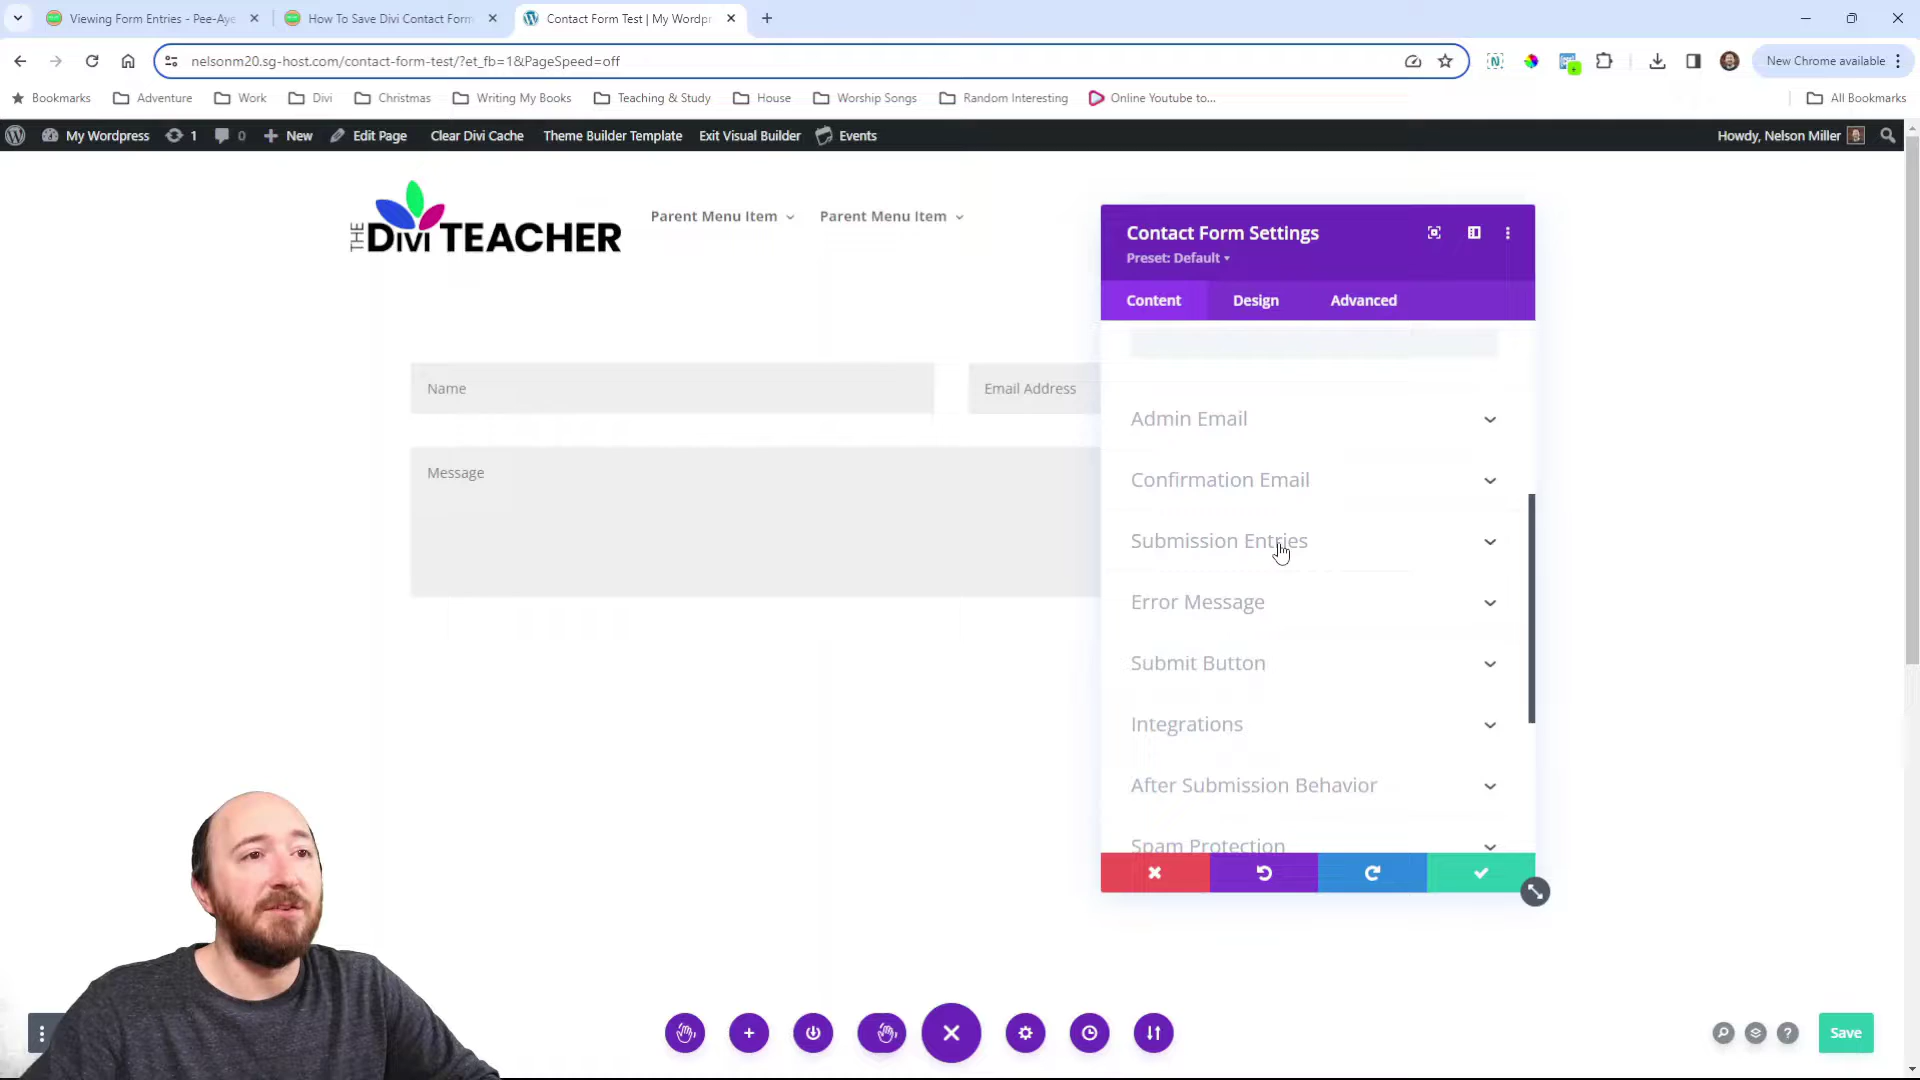 Viewing Form Entries - Pee-Aye
How To Save Divi Contact Form
Contact Form Test | My Wordpr
nelsonm20.sg-host.com/contact-form-test/?et_fb=1&PageSpeed=off
New Chrome available
Bookmarks
Adventure
Work
Divi
Christmas
Writing My Books
Teaching & Study
House
Worship Songs
Random Interesting
Online Youtube to...
All Bookmarks
My Wordpress
1
0
New
Edit Page
Clear Divi Cache
Theme Builder Template
Exit Visual Builder
Events
Howdy, Nelson Miller
THE DIVI TEACHER
Parent Menu Item
Parent Menu Item
Contact Form Settings
Preset: Default
Content
Design
Advanced
Name
Email Address
Message
Admin Email
Confirmation Email
Submission Entries
Error Message
Submit Button
Integrations
After Submission Behavior
Spam Protection
Save